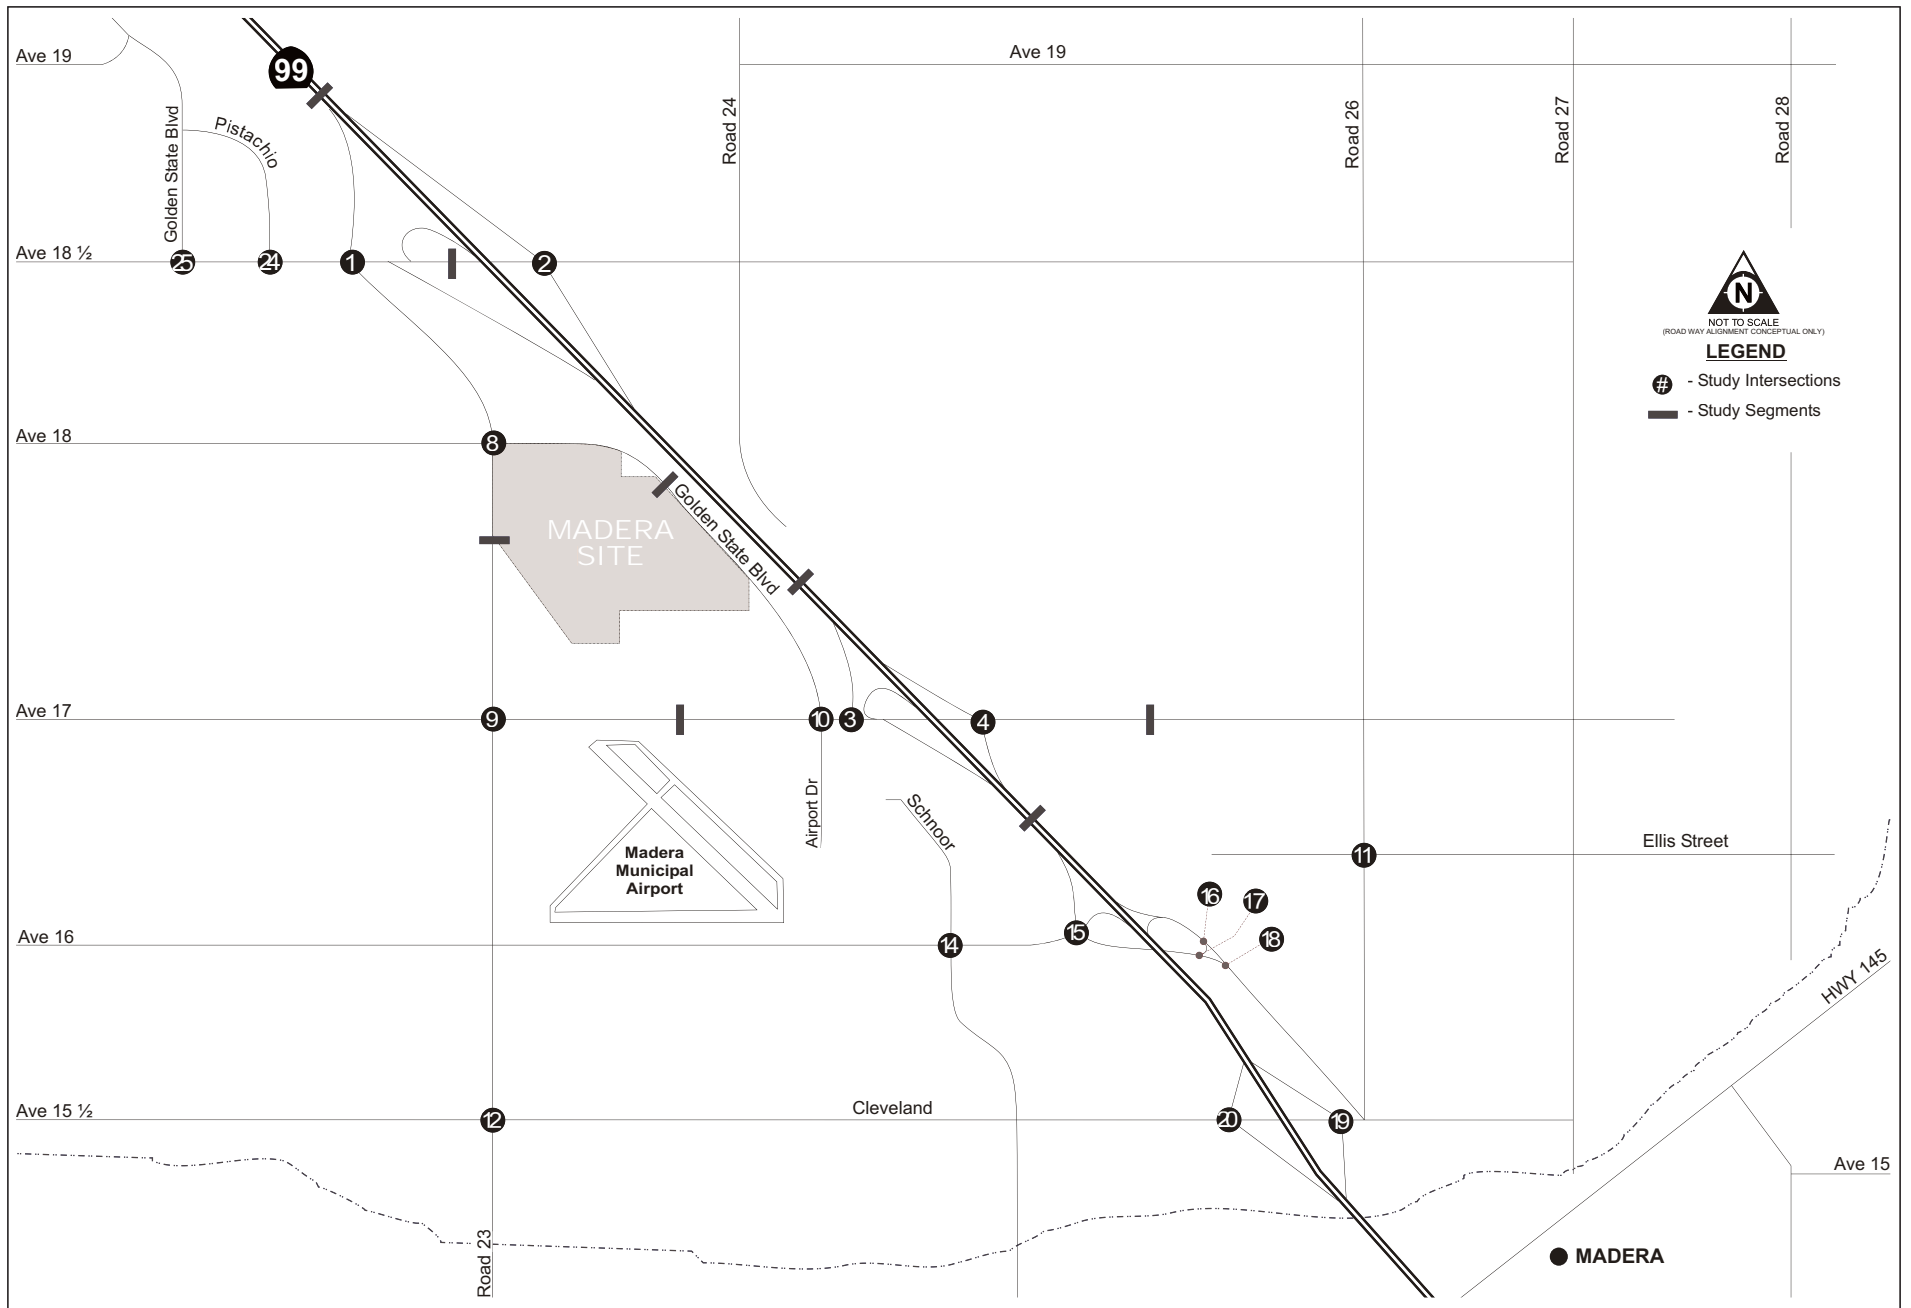 Ave 19
99
Ave 19
Golden State Blvd
Pistachio
Road 24
Road 26
Road 27
Road 28
Ave 18 ½
25
24
1
2
N
NOT TO SCALE
(ROAD WAY ALIGNMENT CONCEPTUAL ONLY)
LEGEND
# - Study Intersections
- Study Segments
Ave 18
8
MADERA
SITE
Golden State Blvd
Ave 17
9
10
3
4
Airport Dr
Schnoor
Madera
Municipal
Airport
11
Ellis Street
16
17
18
Ave 16
14
15
HWY 145
Ave 15 ½
12
Cleveland
20
19
Ave 15
Road 23
MADERA